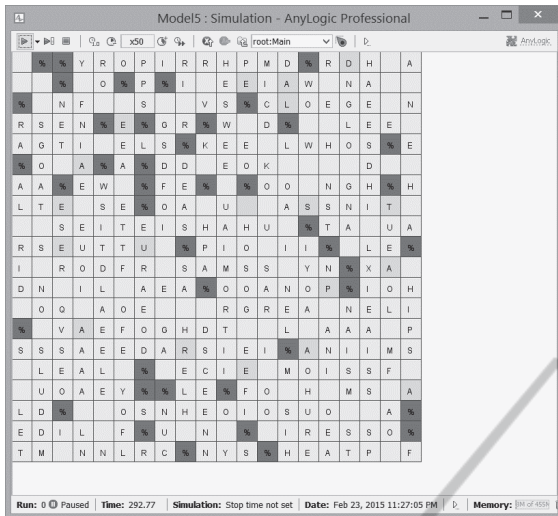 Model5 : Simulation - AnyLogic Professional
x50 root:Main AnyLogic
% % Y R O P I R R H P M D % R D H A
% O % P % I E E I A W N A
% N F S V S % C L O E G E N
R S E N % E % G R % W D % L E E
A G T I E L S % K E E L W H O S % E
% O A % A % D D E O K D
A A % E W % F E % % O O N G H % H
L T E S E % O A U A S S N I T
S E I T E I S H A H U % T A U A
R S E U T T U % P I O I I % L E %
I R O D F R S A M S S Y N % X A
D N I L A E A % O O A N O P % I O H
O Q A O E R G R E A N E L I
% V A E F O G H D T L A A A P
S S S A E E D A R S I E I % A N I I M S
L E A L % E C I E M O I S S F
U O A E Y % % L E % F O H M S A
L D % O S N H E O I O S U O A %
E D I L F % U N % I R E S S O %
T M N N L R C % N Y S % H E A T P F
Run: 0 Paused Time: 292.77 Simulation: Stop time not set Date: Feb 23, 2015 11:27:05 PM Memory: